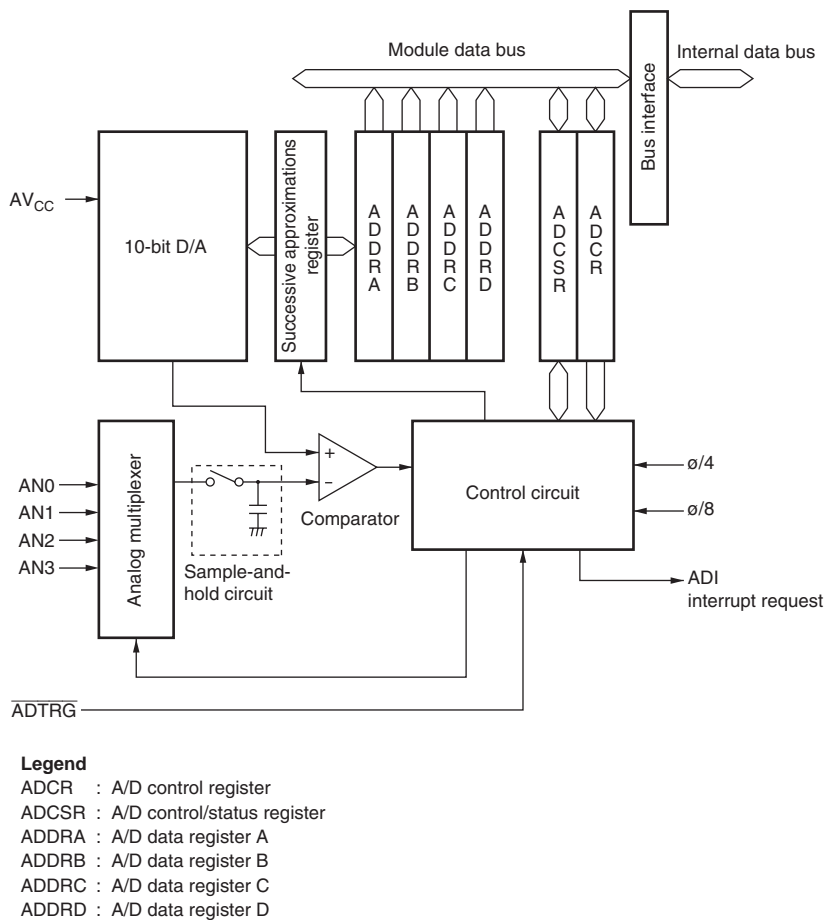 Module data bus
Internal data bus
Bus interface
AVCC
10-bit D/A
Successive approximations
register
ADDRA
ADDRB
ADDRC
ADDRD
ADCSR
ADCR
AN0
AN1
AN2
AN3
Analog multiplexer
Sample-and-
hold circuit
+
−
Comparator
Control circuit
ø/4
ø/8
ADI
interrupt request
ADTRG
Legend
ADCR : A/D control register
ADCSR : A/D control/status register
ADDRA : A/D data register A
ADDRB : A/D data register B
ADDRC : A/D data register C
ADDRD : A/D data register D